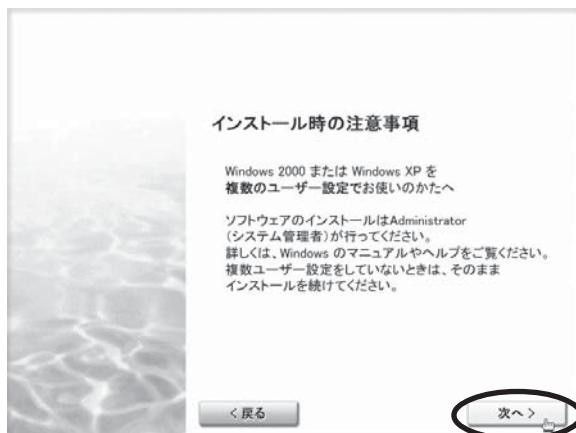 インストール時の注意事項
Windows 2000 または Windows XP を
複数のユーザー設定でお使いのかたへ
ソフトウェアのインストールはAdministrator
（システム管理者）が行ってください。
詳しくは、Windows のマニュアルやヘルプをご覧ください。
複数ユーザー設定をしていないときは、そのまま
インストールを続けてください。
< 戻る
次へ >